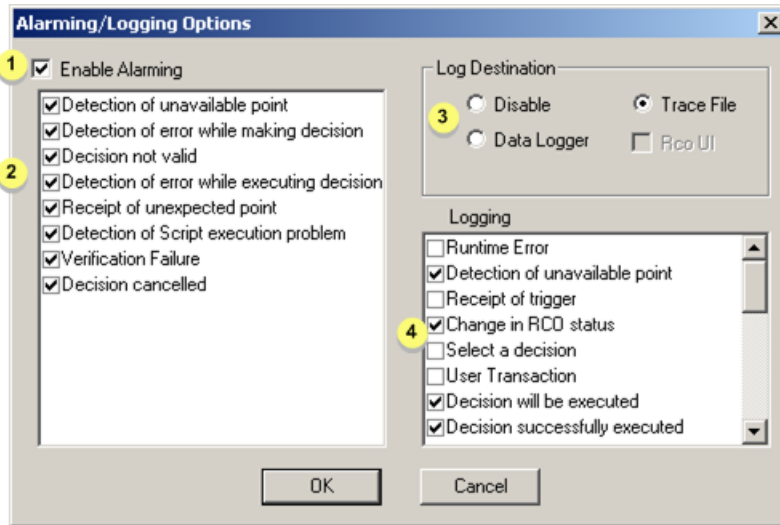 Alarming/Logging Options
1
Enable Alarming
2
Detection of unavailable point
Detection of error while making decision
Decision not valid
Detection of error while executing decision
Receipt of unexpected point
Detection of Script execution problem
Verification Failure
Decision cancelled
Log Destination
3
Disable
Trace File
Data Logger
Rco UI
Logging
4
Runtime Error
Detection of unavailable point
Receipt of trigger
Change in RCO status
Select a decision
User Transaction
Decision will be executed
Decision successfully executed
OK
Cancel